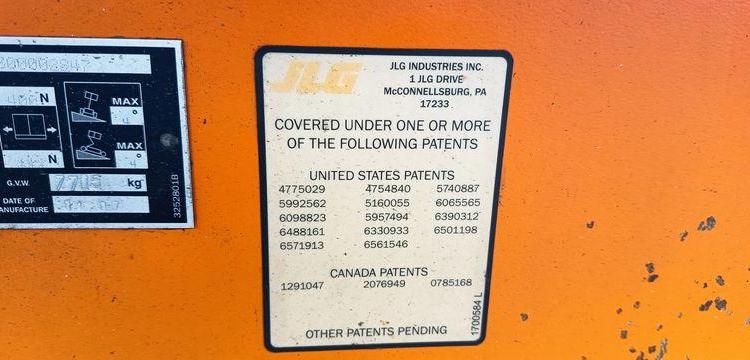 N
MAX
°
N
MAX
°
G.V.W. 7715 kg
DATE OF
MANUFACTURE
3252801B
JLG
JLG INDUSTRIES INC.
1 JLG DRIVE
McCONNELLSBURG, PA
17233
COVERED UNDER ONE OR MORE
OF THE FOLLOWING PATENTS
UNITED STATES PATENTS
4775029 4754840 5740887
5992562 5160055 6065565
6098823 5957494 6390312
6488161 6330933 6501198
6571913 6561546
CANADA PATENTS
1291047 2076949 0785168
OTHER PATENTS PENDING
1700584 L